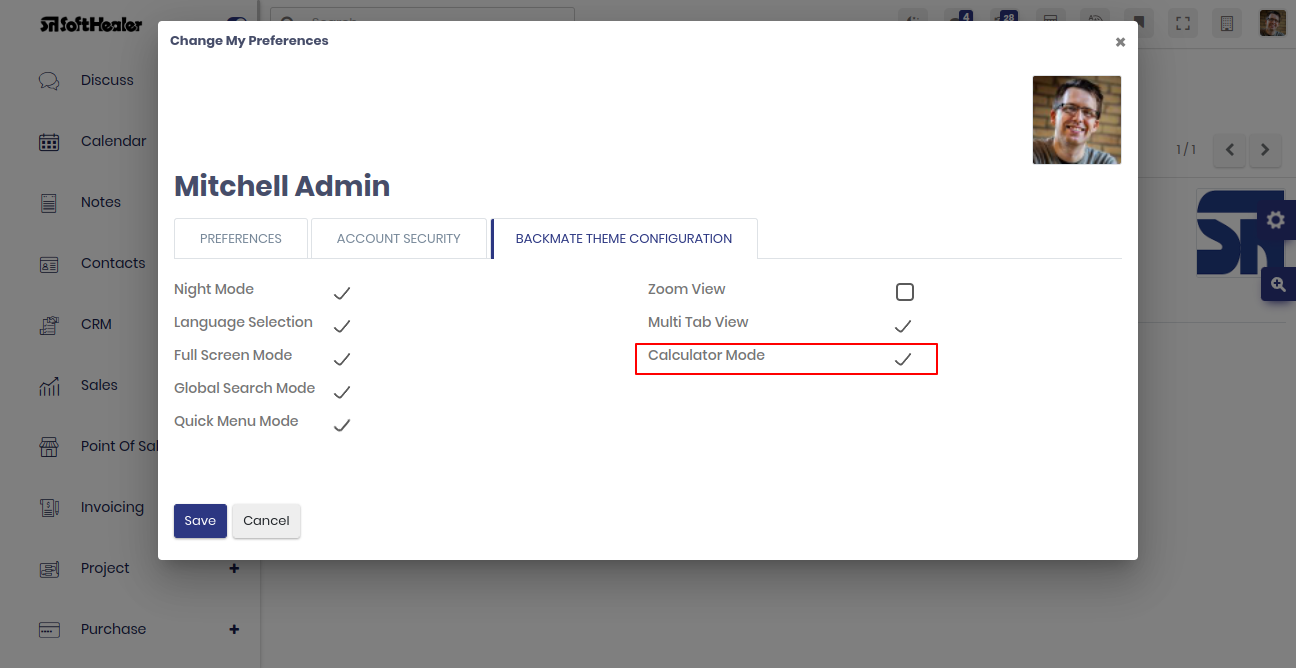 SoftHealer
Search
4
28
Change My Preferences
Discuss
Calendar
Notes
Contacts
CRM
Sales
Point Of Sal
Invoicing
Project
Purchase
1 / 1
Mitchell Admin
PREFERENCES
ACCOUNT SECURITY
BACKMATE THEME CONFIGURATION
Night Mode
Language Selection
Full Screen Mode
Global Search Mode
Quick Menu Mode
Zoom View
Multi Tab View
Calculator Mode
Save
Cancel